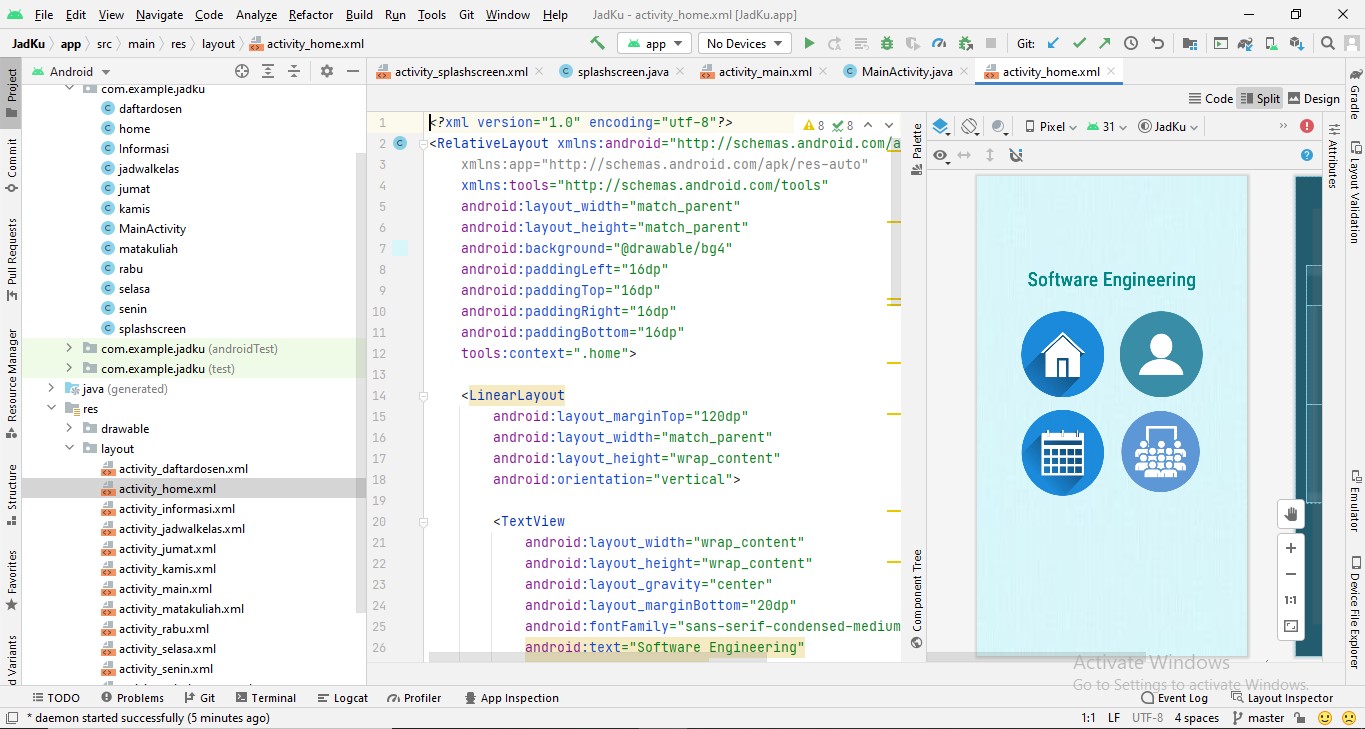 File Edit View Navigate Code Analyze Refactor Build Run Tools Git Window Help JadKu - activity_home.xml [JadKu.app]
JadKu app src main res layout activity_home.xml app No Devices Git:
Android activity_splashscreen.xml splashscreen.java activity_main.xml MainActivity.java activity_home.xml
Code Split Design
Project
Commit
Pull Requests
Resource Manager
Structure
Favorites
d Variants
com.example.jadku
daftardosen
home
Informasi
jadwalkelas
jumat
kamis
MainActivity
matakuliah
rabu
selasa
senin
splashscreen
com.example.jadku (androidTest)
com.example.jadku (test)
java (generated)
res
drawable
layout
activity_daftardosen.xml
activity_home.xml
activity_informasi.xml
activity_jadwalkelas.xml
activity_jumat.xml
activity_kamis.xml
activity_main.xml
activity_matakuliah.xml
activity_rabu.xml
activity_selasa.xml
activity_senin.xml
1 <?xml version="1.0" encoding="utf-8"?> 8 8
2 <RelativeLayout xmlns:android="http://schemas.android.com/a
3 xmlns:app="http://schemas.android.com/apk/res-auto"
4 xmlns:tools="http://schemas.android.com/tools"
5 android:layout_width="match_parent"
6 android:layout_height="match_parent"
7 android:background="@drawable/bg4"
8 android:paddingLeft="16dp"
9 android:paddingTop="16dp"
10 android:paddingRight="16dp"
11 android:paddingBottom="16dp"
12 tools:context=".home">
13
14 <LinearLayout
15 android:layout_marginTop="120dp"
16 android:layout_width="match_parent"
17 android:layout_height="wrap_content"
18 android:orientation="vertical">
19
20 <TextView
21 android:layout_width="wrap_content"
22 android:layout_height="wrap_content"
23 android:layout_gravity="center"
24 android:layout_marginBottom="20dp"
25 android:fontFamily="sans-serif-condensed-medium
26 android:text="Software Engineering"
Palette
Component Tree
Pixel 31 JadKu
Software Engineering
1:1
Gradle
Attributes
Layout Validation
Emulator
Device File Explorer
Activate Windows
Go to Settings to activate Windows.
TODO Problems Git Terminal Logcat Profiler App Inspection Event Log Layout Inspector
* daemon started successfully (5 minutes ago) 1:1 LF UTF-8 4 spaces master